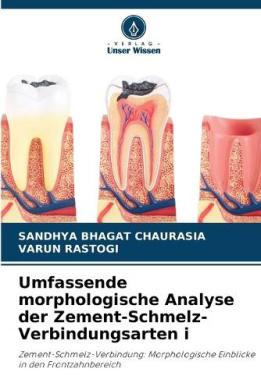 - VERLAG -
Unser Wissen
SANDHYA BHAGAT CHAURASIA
VARUN RASTOGI
Umfassende
morphologische Analyse
der Zement-Schmelz-
Verbindungsarten i
Zement-Schmelz-Verbindung: Morphologische Einblicke
in den Frontzahnbereich